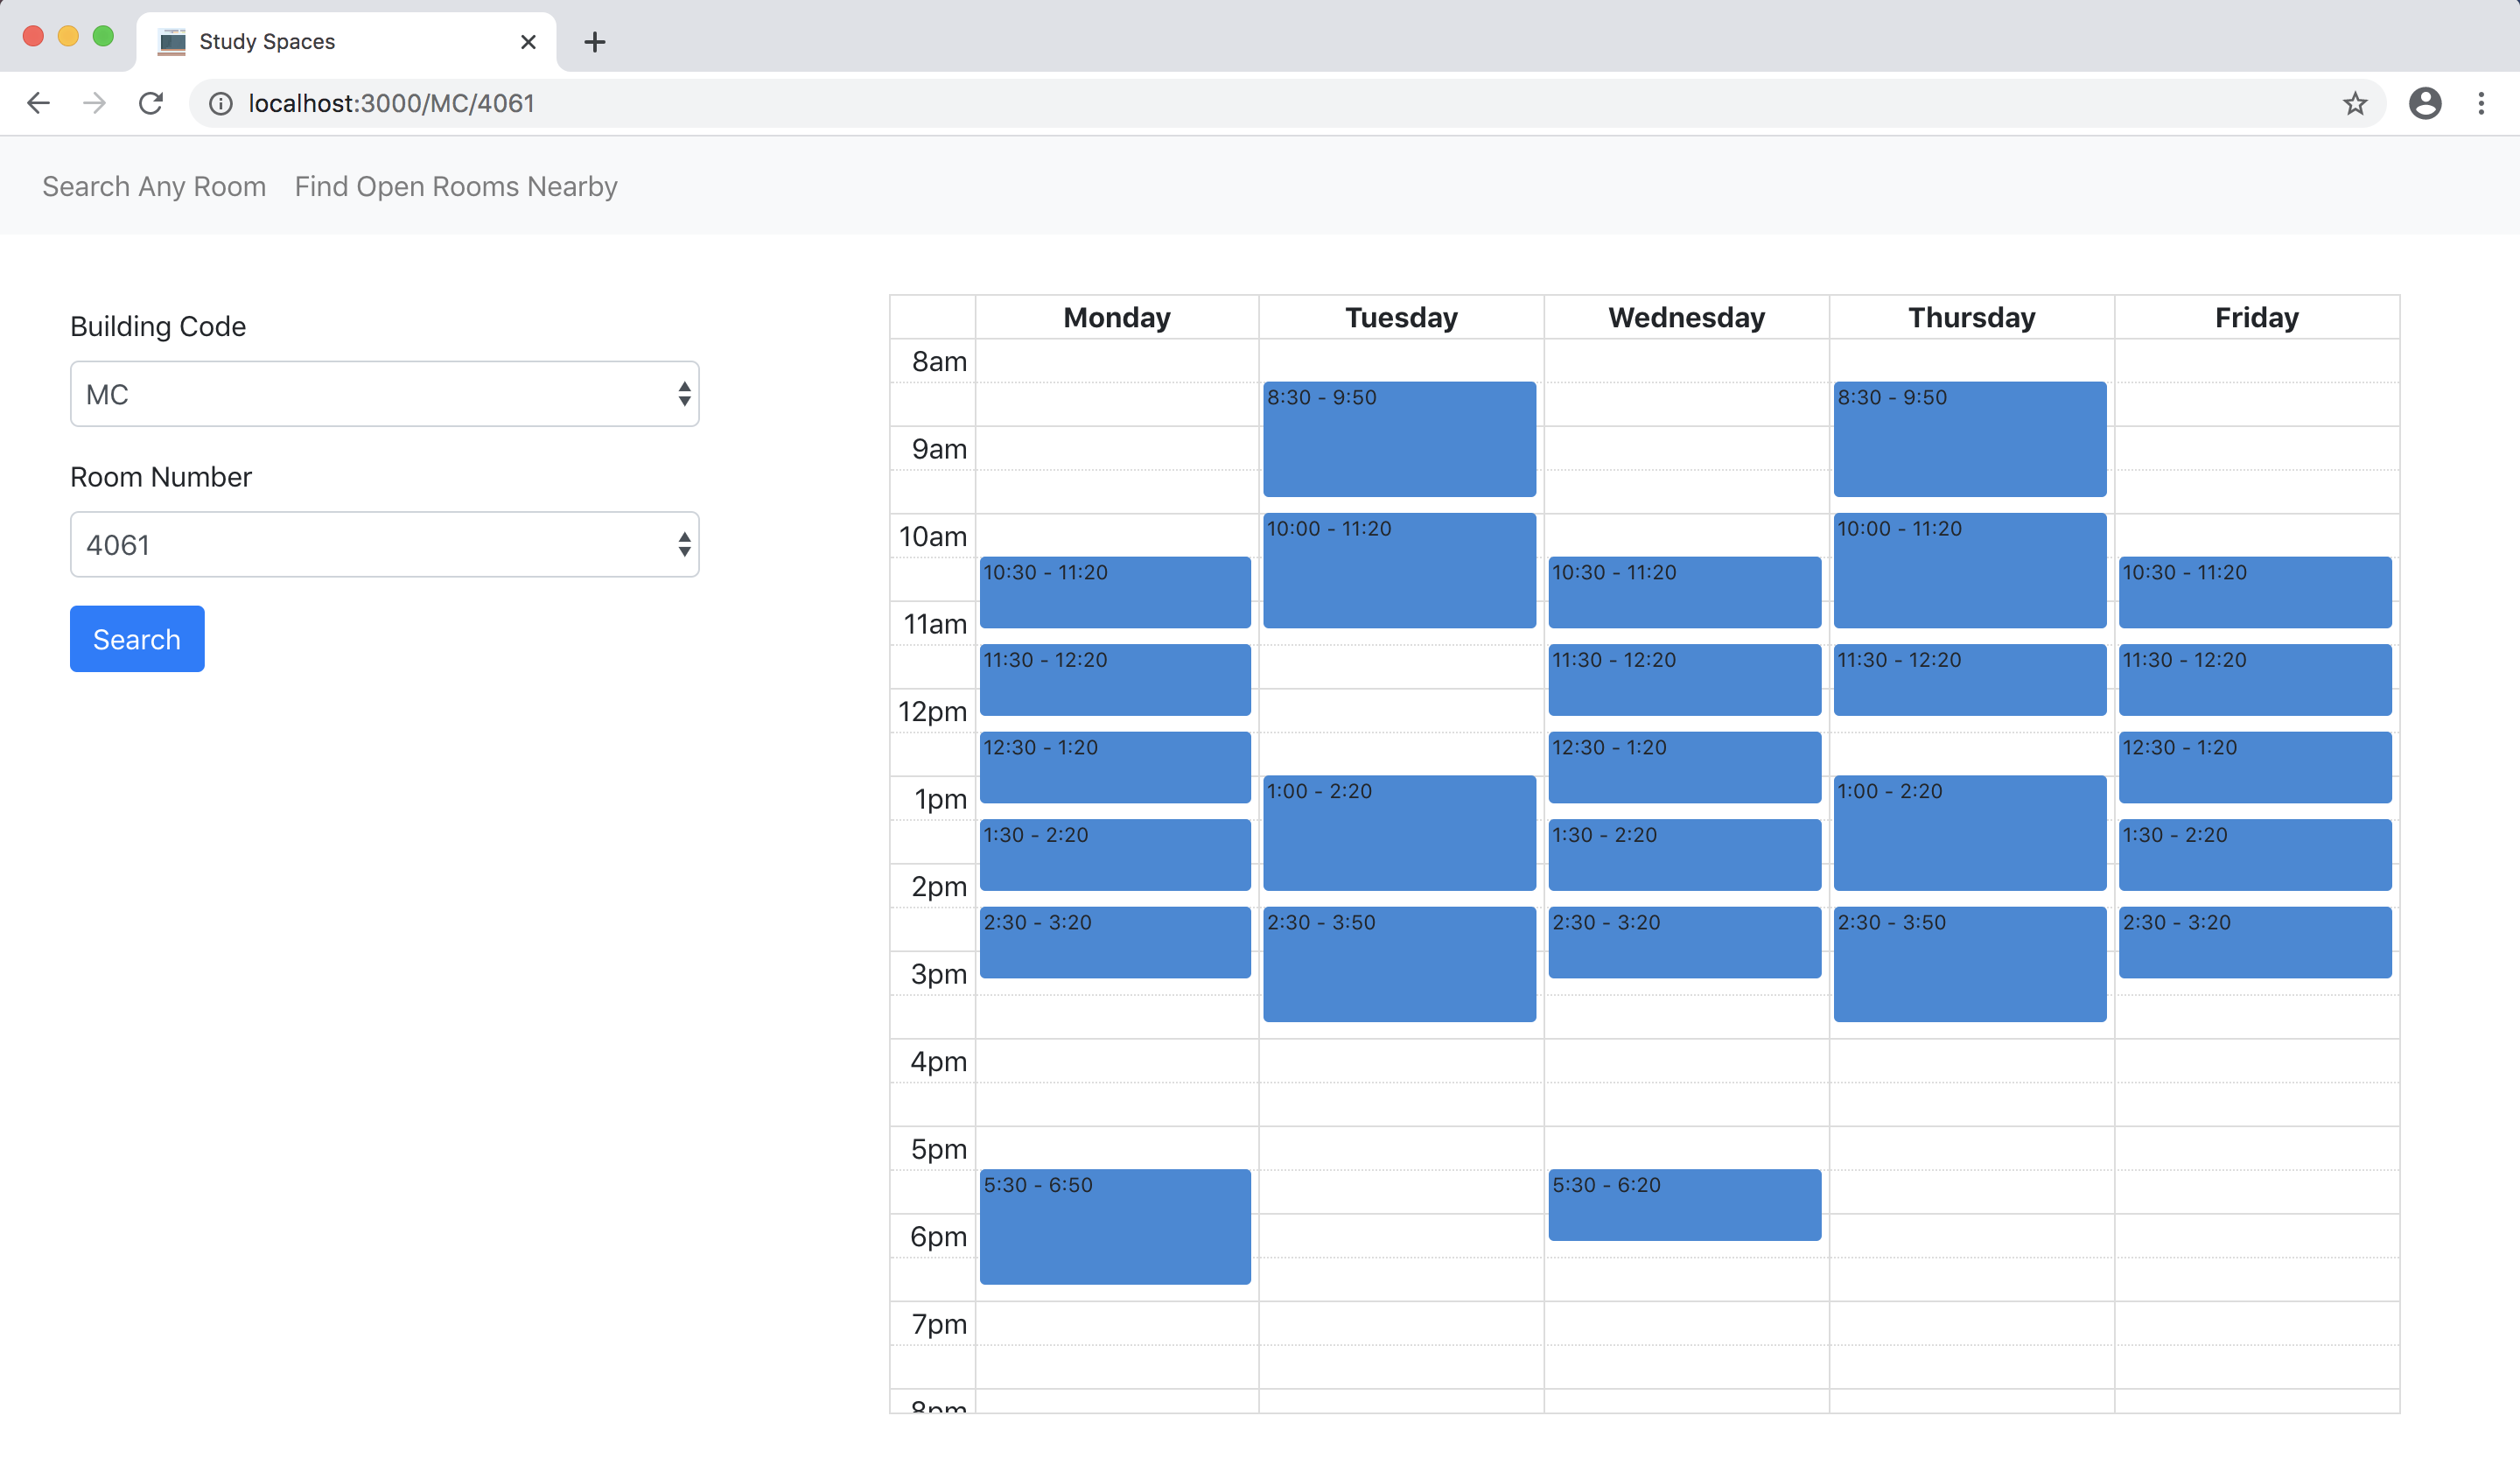 Study Spaces
localhost:3000/MC/4061
Search Any Room Find Open Rooms Nearby
Building Code
MC
Room Number
4061
Search
Monday Tuesday Wednesday Thursday Friday
8am
8:30 - 9:50 8:30 - 9:50
9am
10:00 - 11:20 10:00 - 11:20
10am
10:30 - 11:20 10:30 - 11:20 10:30 - 11:20
11am
11:30 - 12:20 11:30 - 12:20 11:30 - 12:20 11:30 - 12:20
12pm
12:30 - 1:20 12:30 - 1:20 12:30 - 1:20
1:00 - 2:20 1:00 - 2:20
1pm
1:30 - 2:20 1:30 - 2:20 1:30 - 2:20
2pm
2:30 - 3:20 2:30 - 3:50 2:30 - 3:20 2:30 - 3:50 2:30 - 3:20
3pm
4pm
5pm
5:30 - 6:50 5:30 - 6:20
6pm
7pm
8pm